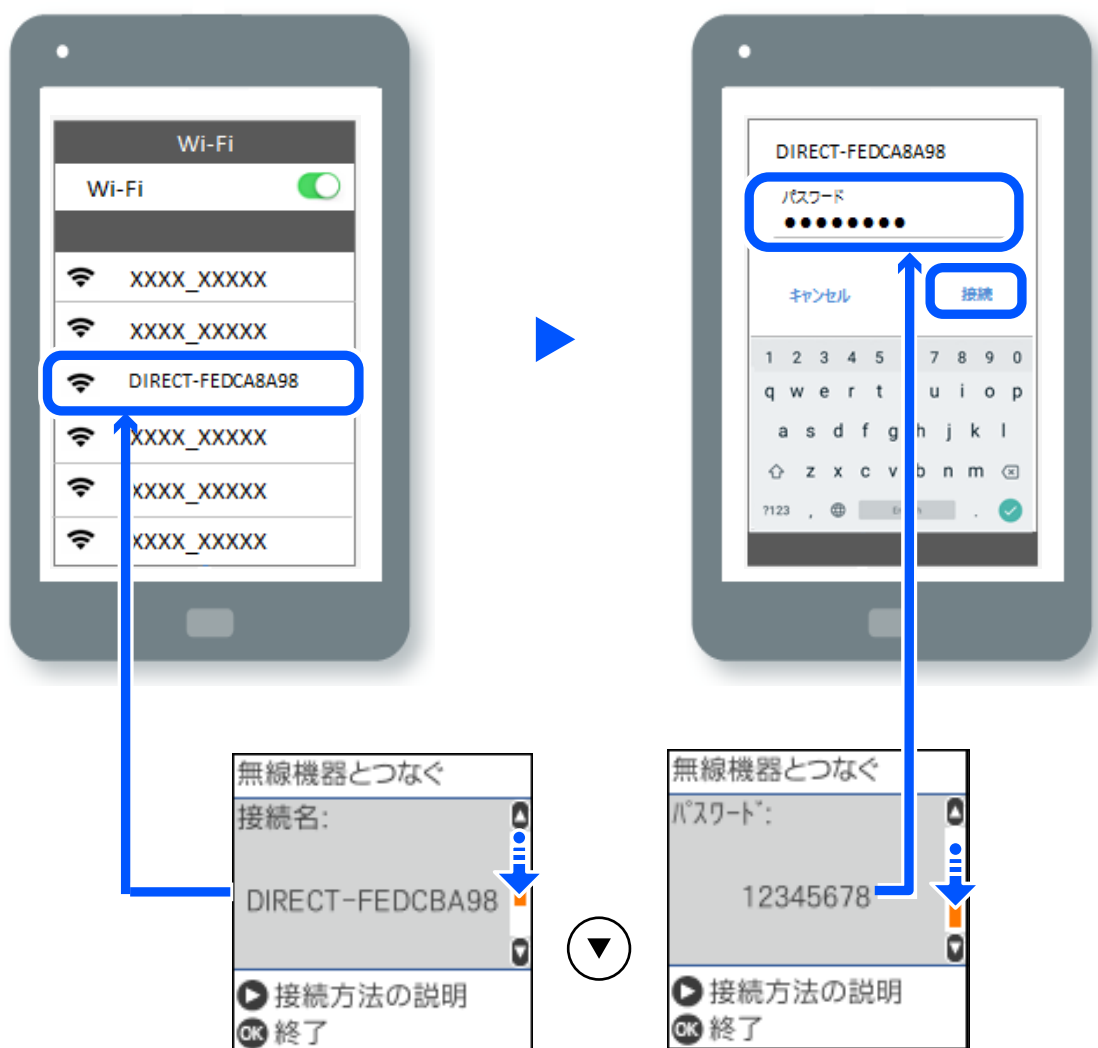 Wi-Fi
Wi-Fi
XXXX_XXXXX
XXXX_XXXXX
DIRECT-FEDCA8A98
XXXX_XXXXX
XXXX_XXXXX
XXXX_XXXXX
DIRECT-FEDCA8A98
パスワード
●●●●●●●●
キャンセル 接続
1 2 3 4 5 7 8 9 0
q w e r t u i o p
a s d f g h j k l
z x c v b n m
?123 , .
無線機器とつなぐ
接続名:
DIRECT-FEDCBA98
接続方法の説明
OK 終了
無線機器とつなぐ
パスワード:
12345678
接続方法の説明
OK 終了